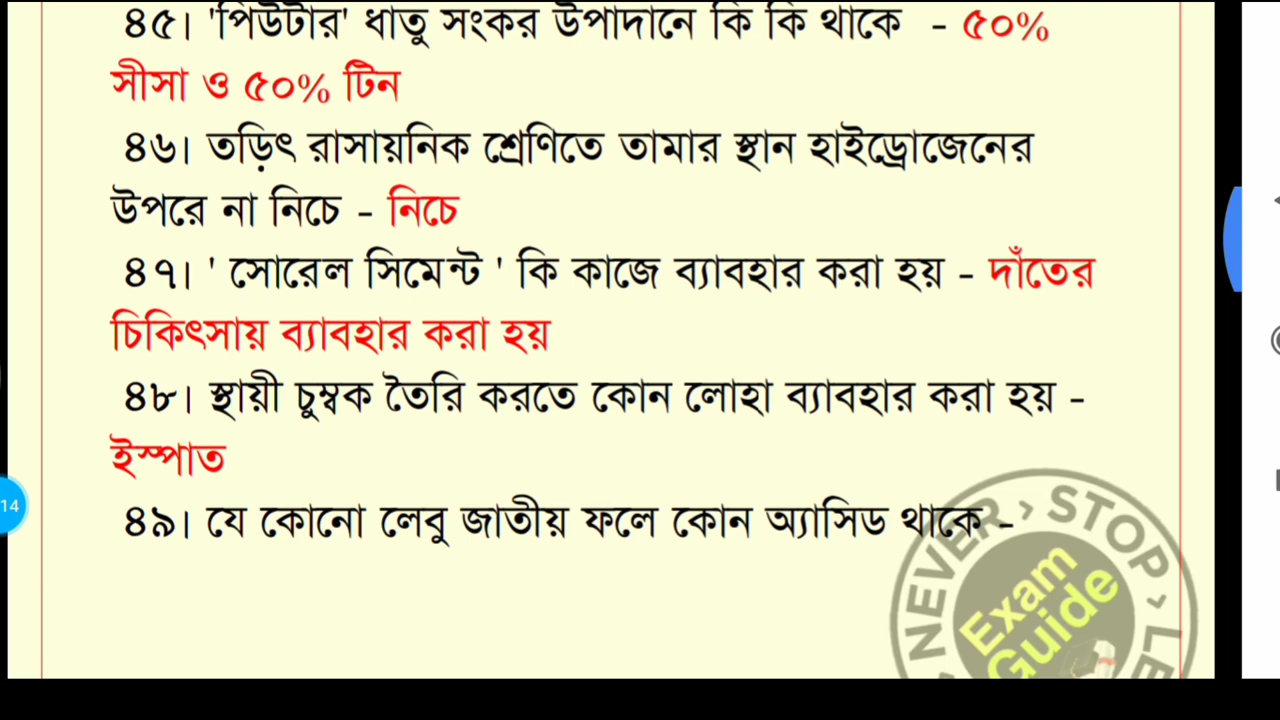 ৪৫। 'পিউটার' ধাতু সংকর উপাদানে কি কি থাকে - ৫০%
সীসা ও ৫০% টিন
৪৬। তড়িৎ রাসায়নিক শ্রেণিতে তামার স্থান হাইড্রোজেনের
উপরে না নিচে - নিচে
৪৭। ' সোরেল সিমেন্ট ' কি কাজে ব্যাবহার করা হয় - দাঁতের
চিকিৎসায় ব্যাবহার করা হয়
৪৮। স্থায়ী চুম্বক তৈরি করতে কোন লোহা ব্যাবহার করা হয় -
ইস্পাত
৪৯। যে কোনো লেবু জাতীয় ফলে কোন অ্যাসিড থাকে -
NEVER › STOP ›
Exam
Guide
14